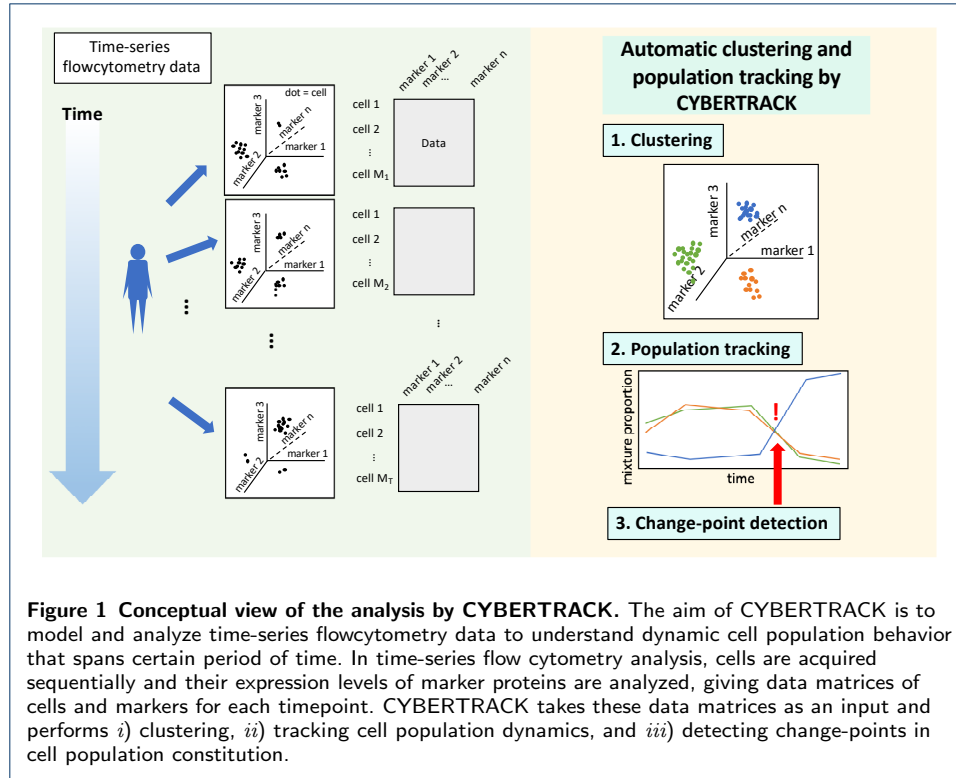 Time-series
flowcytometry data
Time
dot = cell
marker 3
marker n
marker 1
marker 2
marker 1
marker 2
...
marker n
cell 1
cell 2
...
cell M1
Data
marker 3
marker n
marker 1
marker 2
cell 1
cell 2
...
cell M2
...
...
...
marker 3
marker n
marker 1
marker 2
marker 1
marker 2
...
marker n
cell 1
cell 2
...
cell MT
Automatic clustering and
population tracking by
CYBERTRACK
1. Clustering
marker 3
marker n
marker 1
marker 2
2. Population tracking
mixture proportion
!
time
3. Change-point detection
Figure 1 Conceptual view of the analysis by CYBERTRACK. The aim of CYBERTRACK is to
model and analyze time-series flowcytometry data to understand dynamic cell population behavior
that spans certain period of time. In time-series flow cytometry analysis, cells are acquired
sequentially and their expression levels of marker proteins are analyzed, giving data matrices of
cells and markers for each timepoint. CYBERTRACK takes these data matrices as an input and
performs i) clustering, ii) tracking cell population dynamics, and iii) detecting change-points in
cell population constitution.